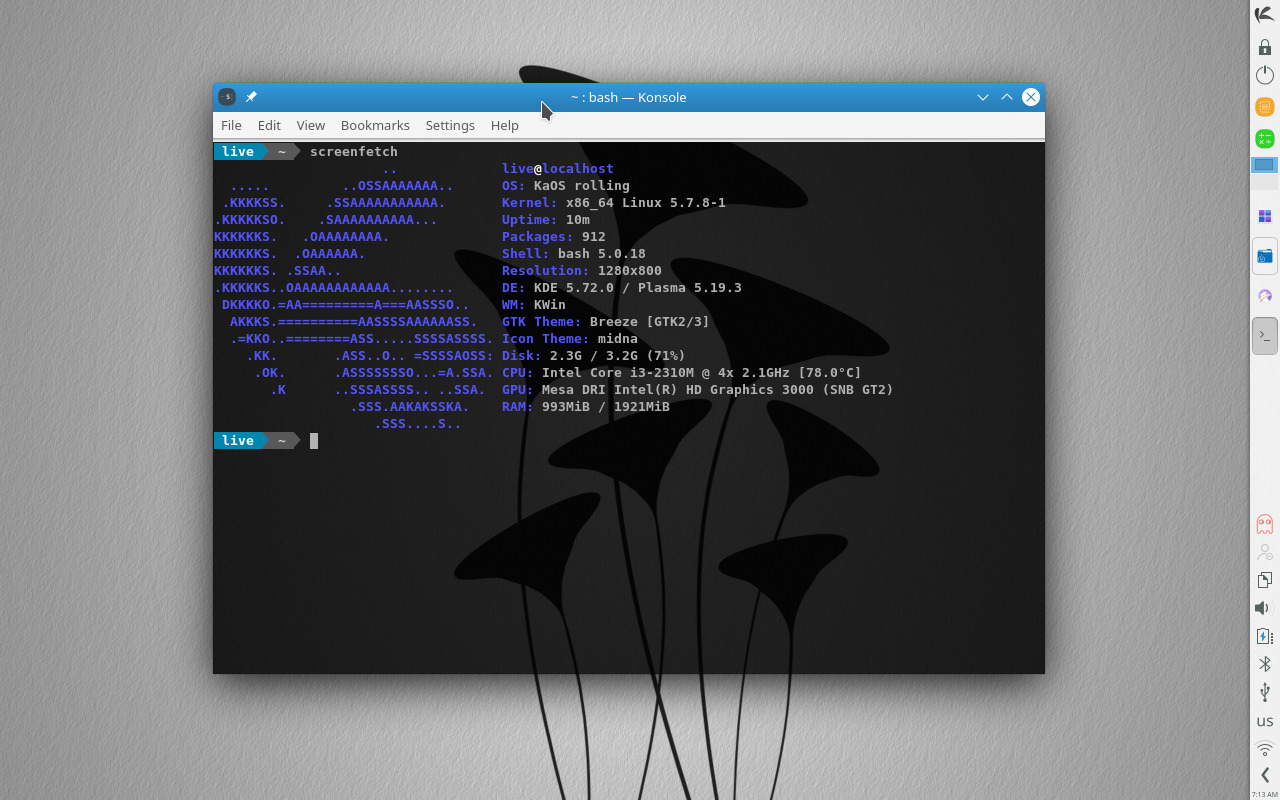 ~ : bash — Konsole
File Edit View Bookmarks Settings Help
live ~ screenfetch
.. live@localhost
..... ..OSSAAAAAAA.. OS: KaOS rolling
.KKKKSS. .SSAAAAAAAAAAA. Kernel: x86_64 Linux 5.7.8-1
.KKKKKSO. .SAAAAAAAAAA... Uptime: 10m
KKKKKKS. .OAAAAAAAA. Packages: 912
KKKKKKS. .OAAAAAA. Shell: bash 5.0.18
KKKKKKS. .SSAA.. Resolution: 1280x800
.KKKKKS..OAAAAAAAAAAAA........ DE: KDE 5.72.0 / Plasma 5.19.3
DKKKKO.=AA=========A===AASSSO.. WM: KWin
AKKKS.==========AASSSSAAAAAASS. GTK Theme: Breeze [GTK2/3]
.=KKO..========ASS.....SSSSASSSS. Icon Theme: midna
.KK. .ASS..O.. =SSSSAOSS: Disk: 2.3G / 3.2G (71%)
.OK. .ASSSSSSSO...=A.SSA. CPU: Intel Core i3-2310M @ 4x 2.1GHz [78.0°C]
.K ..SSSASSSS.. ..SSA. GPU: Mesa DRI Intel(R) HD Graphics 3000 (SNB GT2)
.SSS.AAKAKSSKA. RAM: 993MiB / 1921MiB
.SSS....S..
live ~
us
7:13 AM